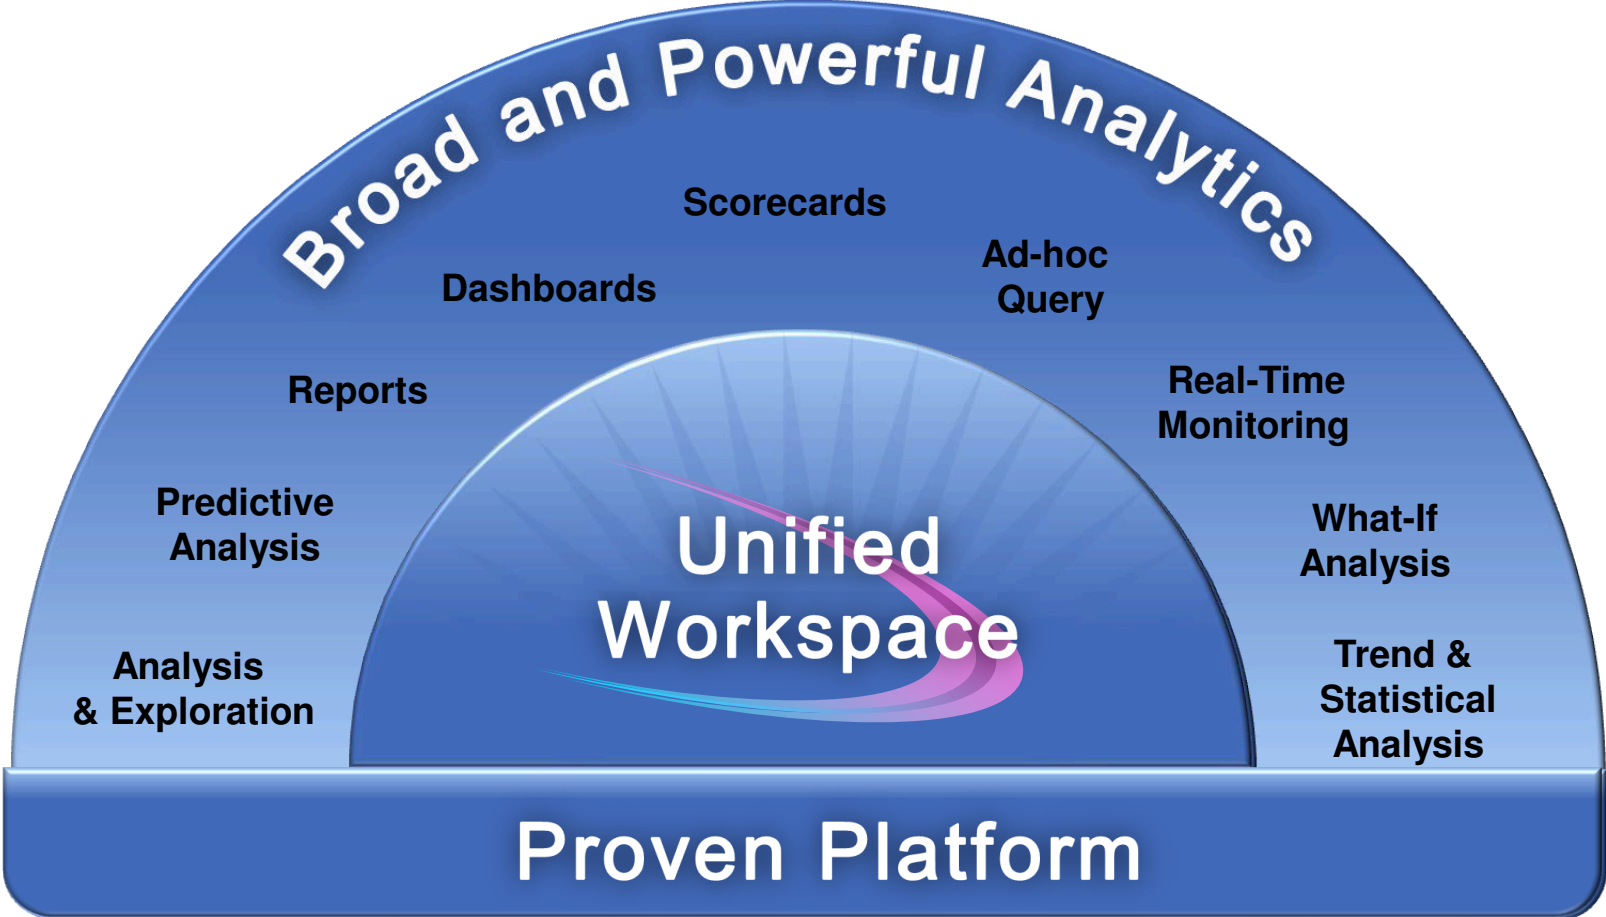 Broad and Powerful Analytics
Scorecards
Ad-hoc
Query
Dashboards
Real-Time
Monitoring
Reports
Predictive
Analysis
What-If
Analysis
Unified
Workspace
Analysis
& Exploration
Trend &
Statistical
Analysis
Proven Platform